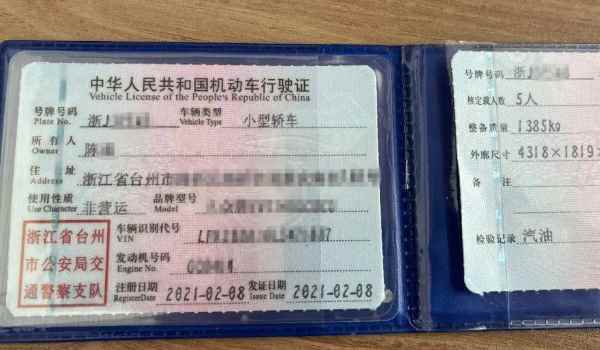 中华人民共和国机动车行驶证
Vehicle License of the People's Republic of China
号牌号码 浙J 车辆类型 小型轿车
Plate No. Vehicle Type
所有人 陈
Owner
住址 浙江省台州市
Address
使用性质 非营运 品牌型号
Use Character Model
浙江省台州
市公安局交
通警察支队
车辆识别代号
VIN
发动机号码
Engine No.
注册日期 2021-02-08 发证日期 2021-02-08
RegisterDate Issue Date
号牌号码 浙J
核定载人数 5人
整备质量 1385kg
外廓尺寸 4318×1819×
备注
检验记录 汽油